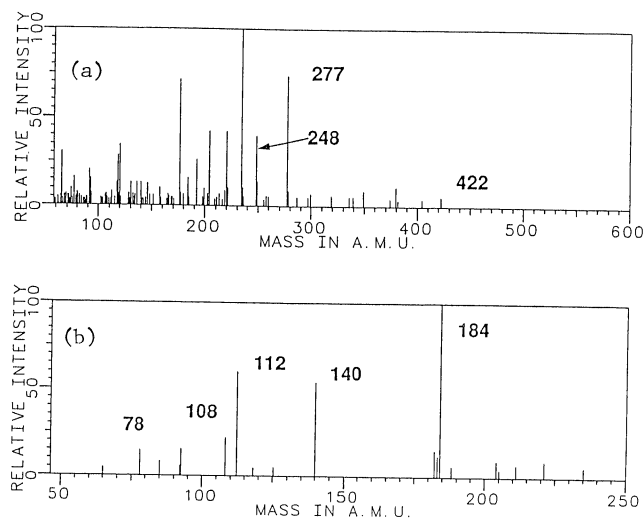 RELATIVE INTENSITY
0 50 100
(a)
277
248
422
100 200 300 400 500 600
MASS IN A.M.U.
RELATIVE INTENSITY
0 50 100
(b)
184
112
140
108
78
50 100 150 200 250
MASS IN A.M.U.